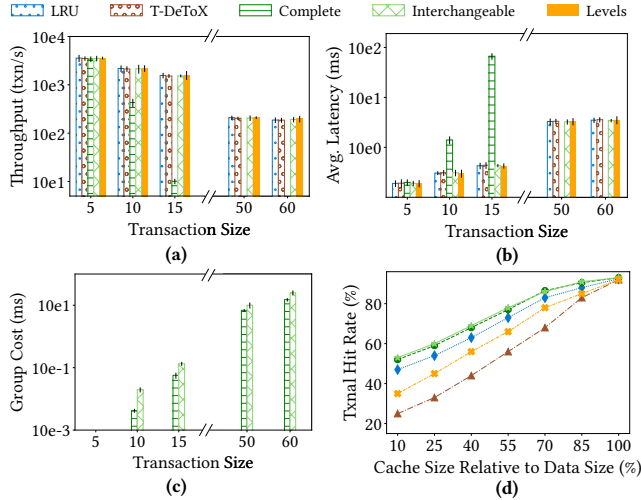 LRU T-DeToX Complete Interchangeable Levels
Throughput (txn/s)
10e4
10e3
10e2
10e1
5 10 15 50 60
Transaction Size
(a)
Avg. Latency (ms)
10e2
10e1
10e0
5 10 15 50 60
Transaction Size
(b)
Group Cost (ms)
10e1
10e-1
10e-3
5 10 15 50 60
Transaction Size
(c)
Txnal Hit Rate (%)
80
60
40
20
10 25 40 55 70 85 100
Cache Size Relative to Data Size (%)
(d)